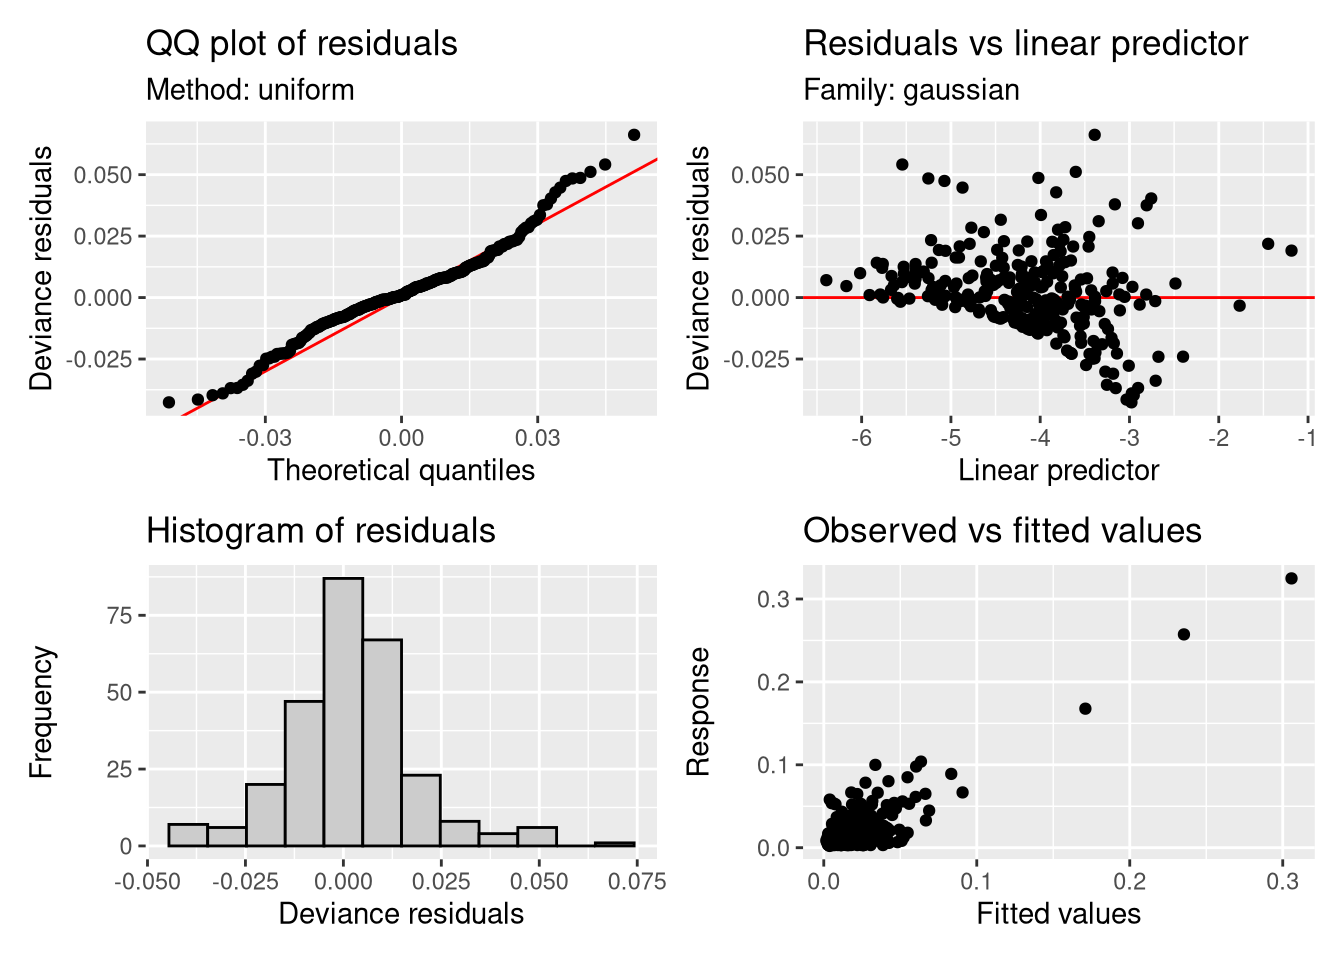 QQ plot of residuals
Method: uniform
Deviance residuals
0.050
0.025
0.000
-0.025
-0.03
0.00
0.03
Theoretical quantiles
Residuals vs linear predictor
Family: gaussian
Deviance residuals
0.050
0.025
0.000
-0.025
-6
-5
-4
-3
-2
-1
Linear predictor
Histogram of residuals
Frequency
75
50
25
0
-0.050
-0.025
0.000
0.025
0.050
0.075
Deviance residuals
Observed vs fitted values
Response
0.3
0.2
0.1
0.0
0.0
0.1
0.2
0.3
Fitted values